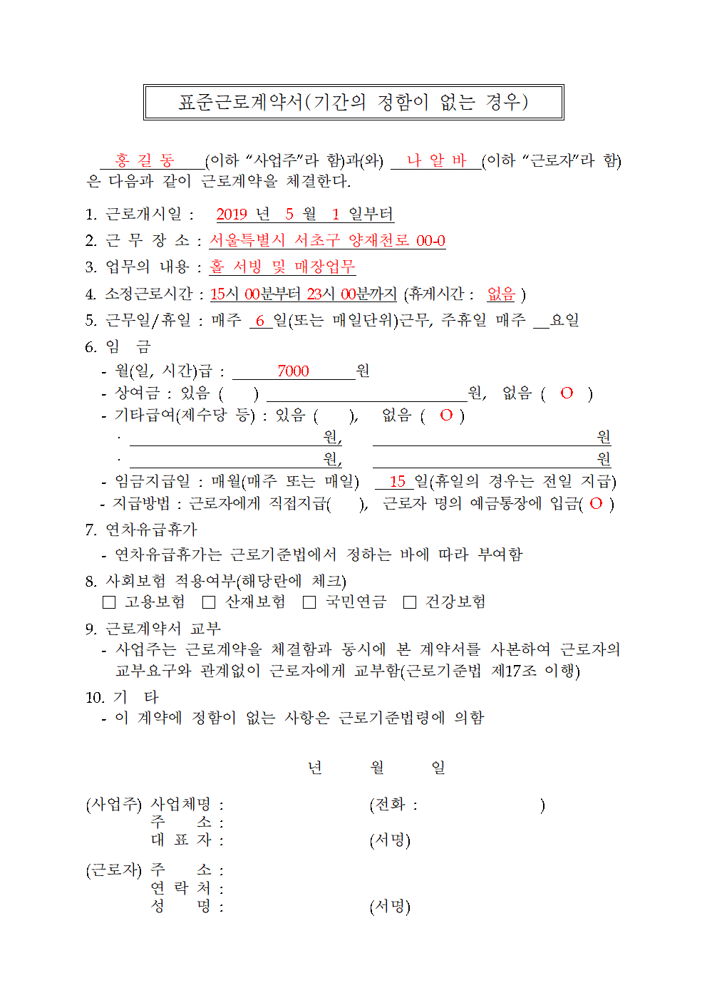 표준근로계약서(기간의 정함이 없는 경우)
홍 길 동 (이하 “사업주”라 함)과(와) 나 알 바 (이하 “근로자”라 함)
은 다음과 같이 근로계약을 체결한다.
1. 근로개시일 : 2019 년 5 월 1 일부터
2. 근 무 장 소 : 서울특별시 서초구 양재천로 00-0
3. 업무의 내용 : 홀 서빙 및 매장업무
4. 소정근로시간 : 15시 00분부터 23시 00분까지 (휴게시간 : 없음 )
5. 근무일/휴일 : 매주 6 일(또는 매일단위)근무, 주휴일 매주 __요일
6. 임 금
- 월(일, 시간)급 : 7000 원
- 상여금 : 있음 ( ) ____ 원, 없음 ( O )
- 기타급여(제수당 등) : 있음 ( ), 없음 ( O )
· ____ 원, ____ 원
· ____ 원, ____ 원
- 임금지급일 : 매월(매주 또는 매일) 15 일(휴일의 경우는 전일 지급)
- 지급방법 : 근로자에게 직접지급( ), 근로자 명의 예금통장에 입금( O )
7. 연차유급휴가
- 연차유급휴가는 근로기준법에서 정하는 바에 따라 부여함
8. 사회보험 적용여부(해당란에 체크)
□ 고용보험 □ 산재보험 □ 국민연금 □ 건강보험
9. 근로계약서 교부
- 사업주는 근로계약을 체결함과 동시에 본 계약서를 사본하여 근로자의
교부요구와 관계없이 근로자에게 교부함(근로기준법 제17조 이행)
10. 기 타
- 이 계약에 정함이 없는 사항은 근로기준법령에 의함
년 월 일
(사업주) 사업체명 : (전화 : )
주 소 :
대 표 자 : (서명)
(근로자) 주 소 :
연 락 처 :
성 명 : (서명)